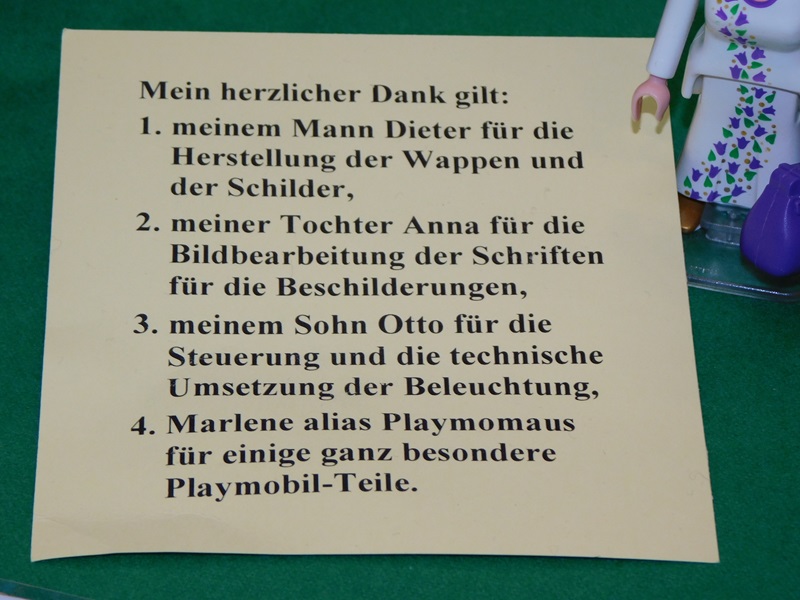 Mein herzlicher Dank gilt:
1. meinem Mann Dieter für die
Herstellung der Wappen und
der Schilder,
2. meiner Tochter Anna für die
Bildbearbeitung der Schriften
für die Beschilderungen,
3. meinem Sohn Otto für die
Steuerung und die technische
Umsetzung der Beleuchtung,
4. Marlene alias Playmomaus
für einige ganz besondere
Playmobil-Teile.